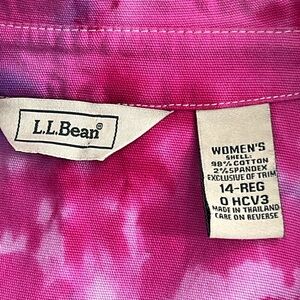 L.L.Bean®
WOMEN'S
SHELL:
98% COTTON
2% SPANDEX
EXCLUSIVE OF TRIM
14-REG
0 HCV3
MADE IN THAILAND
CARE ON REVERSE